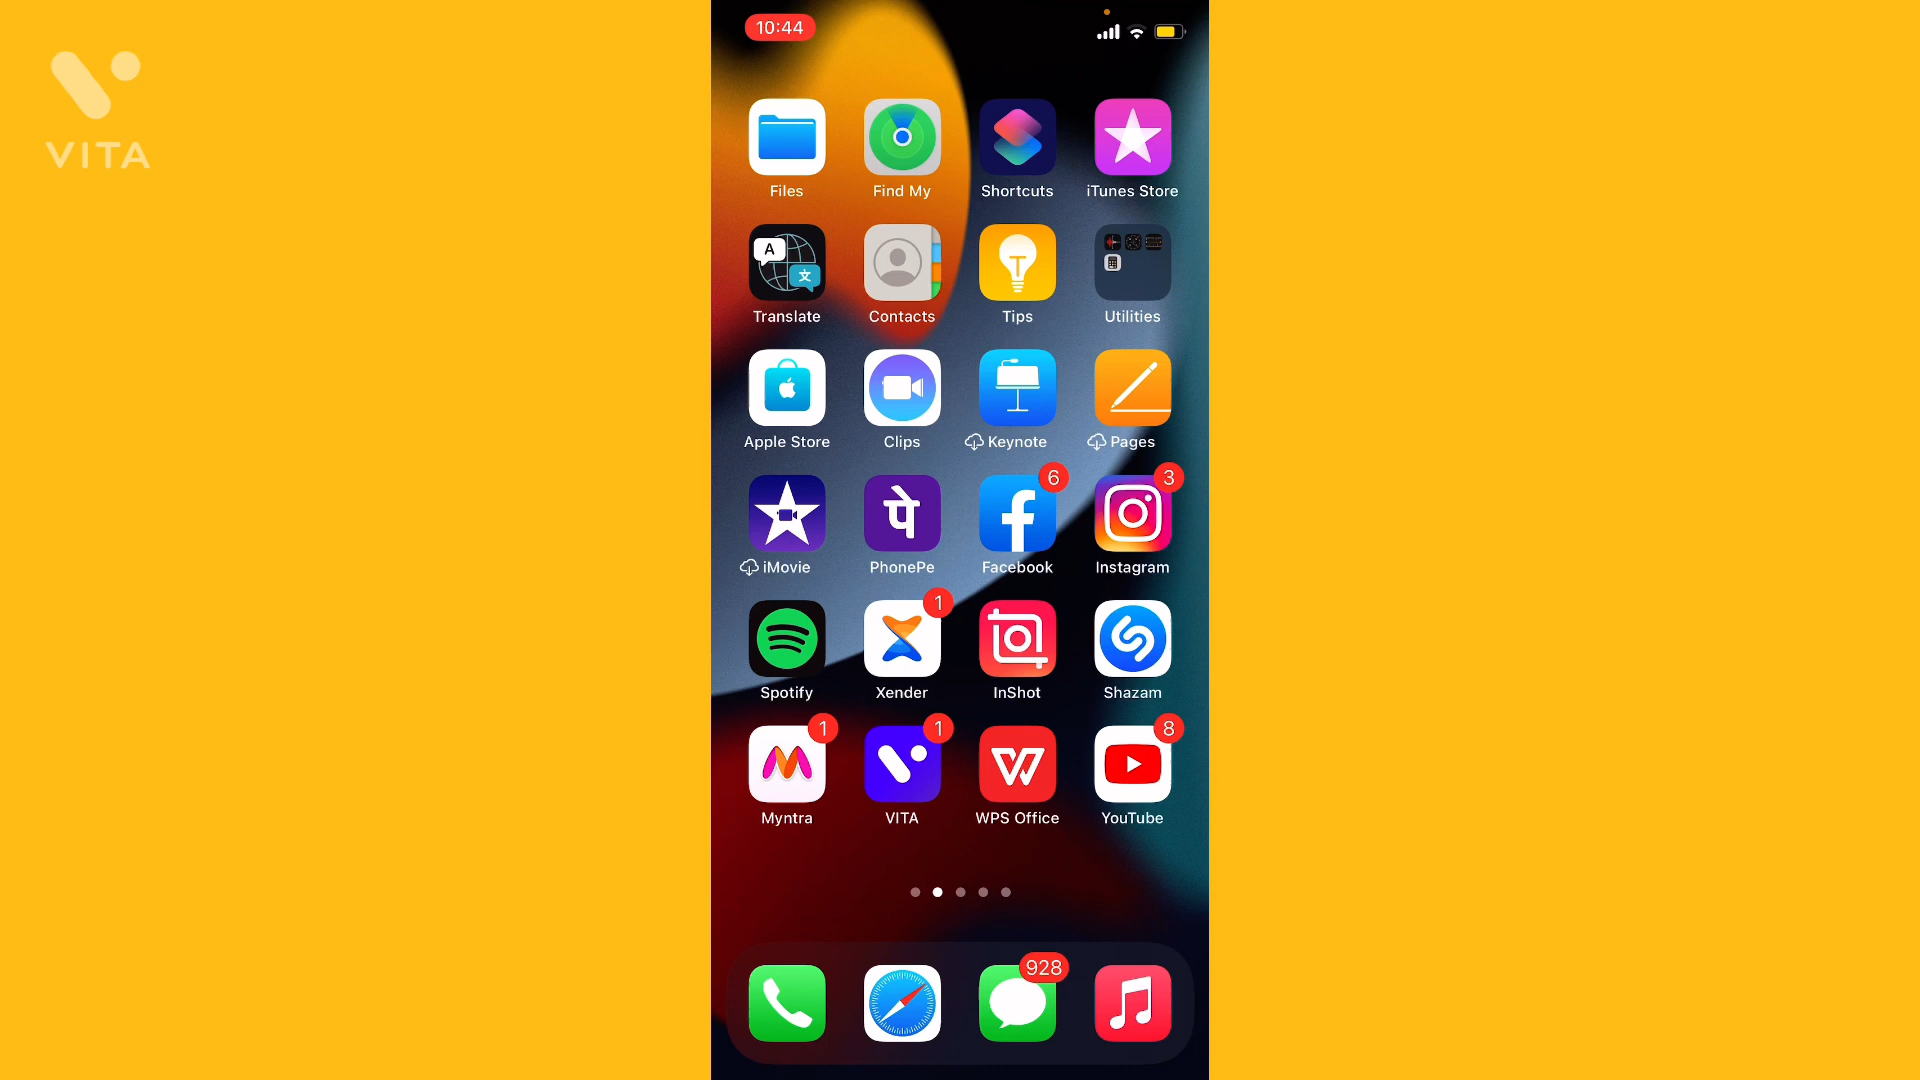 10:44
VITA
Files
Find My
Shortcuts
iTunes Store
A
文
Translate
Contacts
Tips
Utilities
Apple Store
Clips
Keynote
Pages
6
3
पे
iMovie
PhonePe
Facebook
Instagram
1
Spotify
Xender
InShot
Shazam
1
1
8
Myntra
VITA
WPS Office
YouTube
928